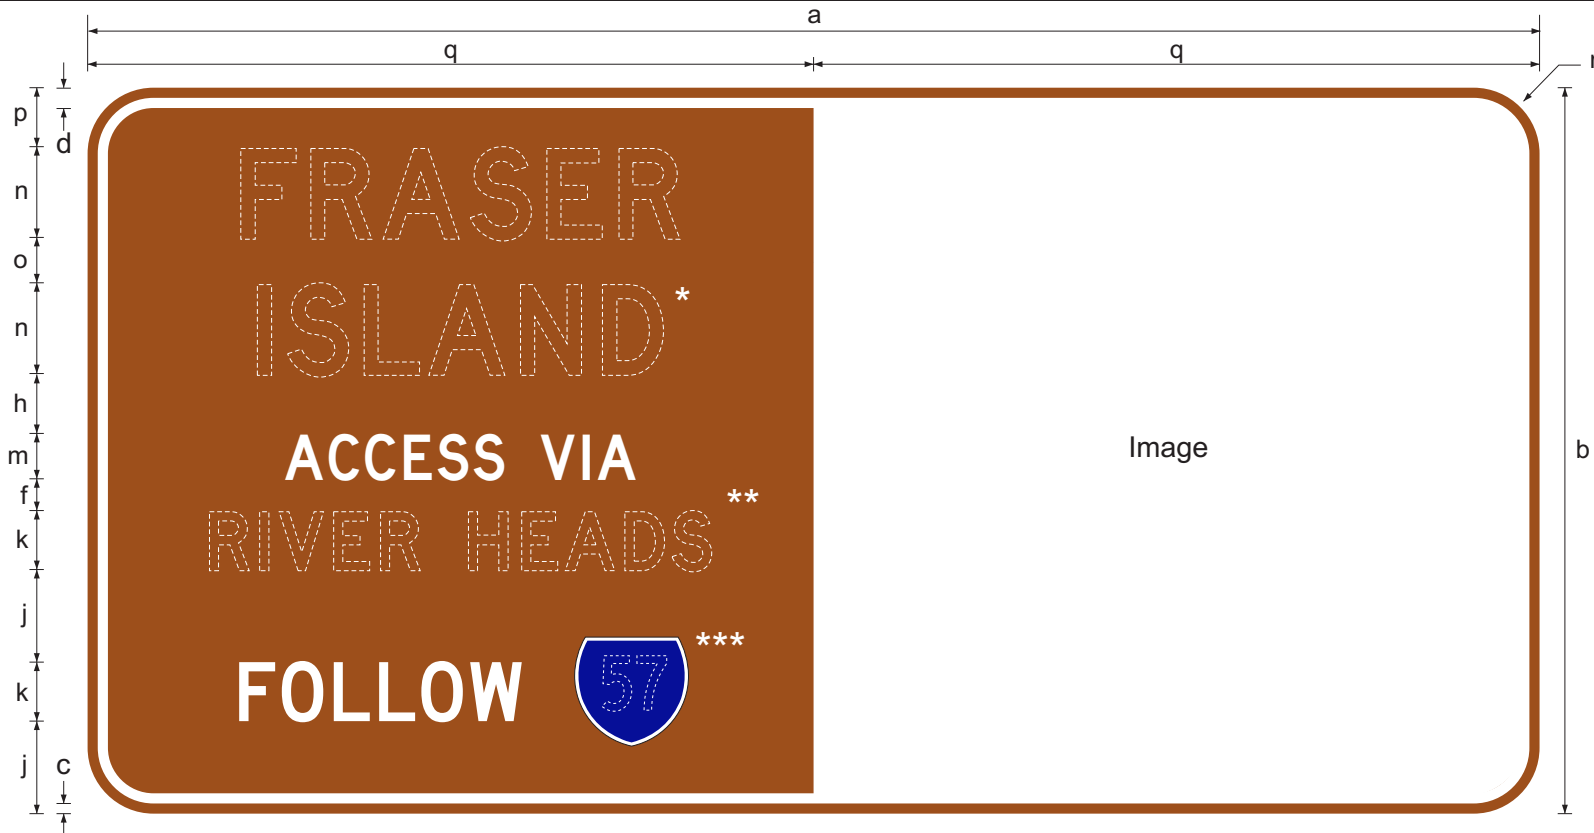 a
q q
r
p
d
n
FRASER
o
n
ISLAND*
h
m
ACCESS VIA
Image
b
f
**
k
RIVER HEADS
j
***
k
FOLLOW 57
j c